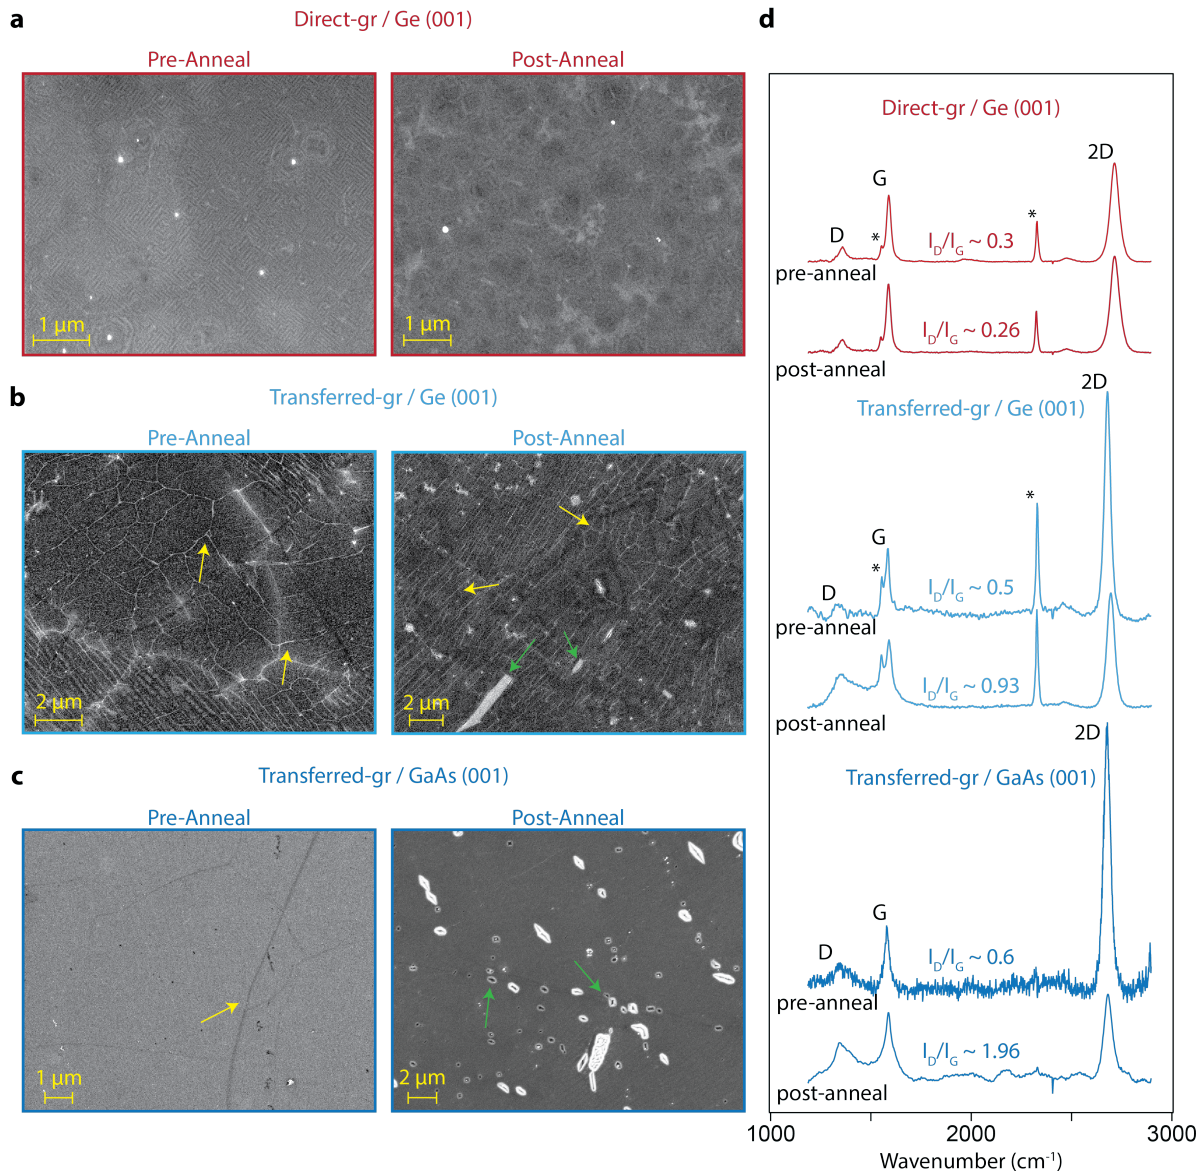 a
Direct-gr / Ge (001)
Pre-Anneal
Post-Anneal
1 μm
1 μm
b
Transferred-gr / Ge (001)
Pre-Anneal
Post-Anneal
2 μm
2 μm
c
Transferred-gr / GaAs (001)
Pre-Anneal
Post-Anneal
1 μm
2 μm
d
Direct-gr / Ge (001)
2D
G
D
*
*
I_D/I_G ~ 0.3
pre-anneal
I_D/I_G ~ 0.26
post-anneal
2D
Transferred-gr / Ge (001)
*
G
*
D
I_D/I_G ~ 0.5
pre-anneal
I_D/I_G ~ 0.93
post-anneal
2D
Transferred-gr / GaAs (001)
G
D
I_D/I_G ~ 0.6
pre-anneal
I_D/I_G ~ 1.96
post-anneal
1000 2000 3000
Wavenumber (cm⁻¹)